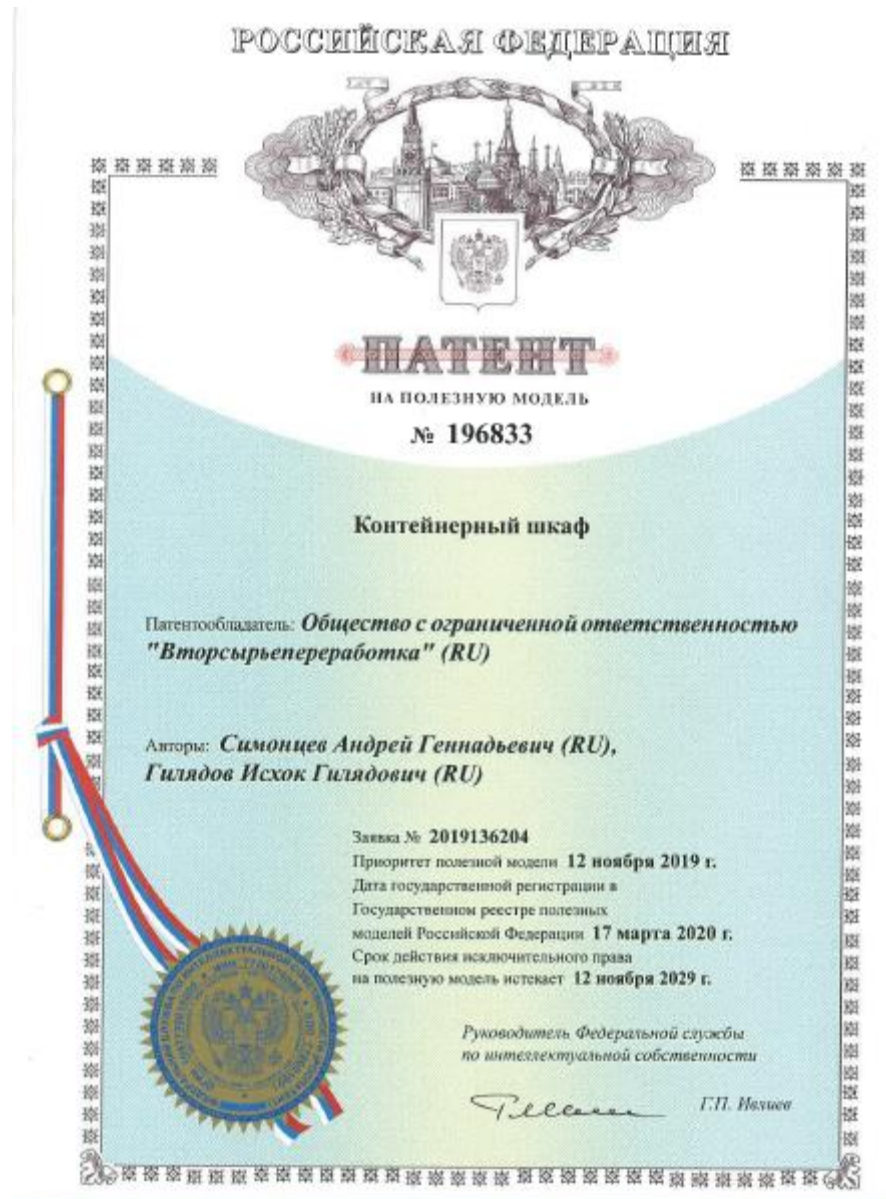 РОССИЙСКАЯ ФЕДЕРАЦИЯ
ПАТЕНТ
НА ПОЛЕЗНУЮ МОДЕЛЬ
№ 196833
Контейнерный шкаф
Патентообладатель: Общество с ограниченной ответственностью
"Вторсырьепереработка" (RU)
Авторы: Симонцев Андрей Геннадьевич (RU),
Гилядов Исхок Гилядович (RU)
Заявка № 2019136204
Приоритет полезной модели 12 ноября 2019 г.
Дата государственной регистрации в
Государственном реестре полезных
моделей Российской Федерации 17 марта 2020 г.
Срок действия исключительного права
на полезную модель истекает 12 ноября 2029 г.
Руководитель Федеральной службы
по интеллектуальной собственности
Г.П. Ивлиев